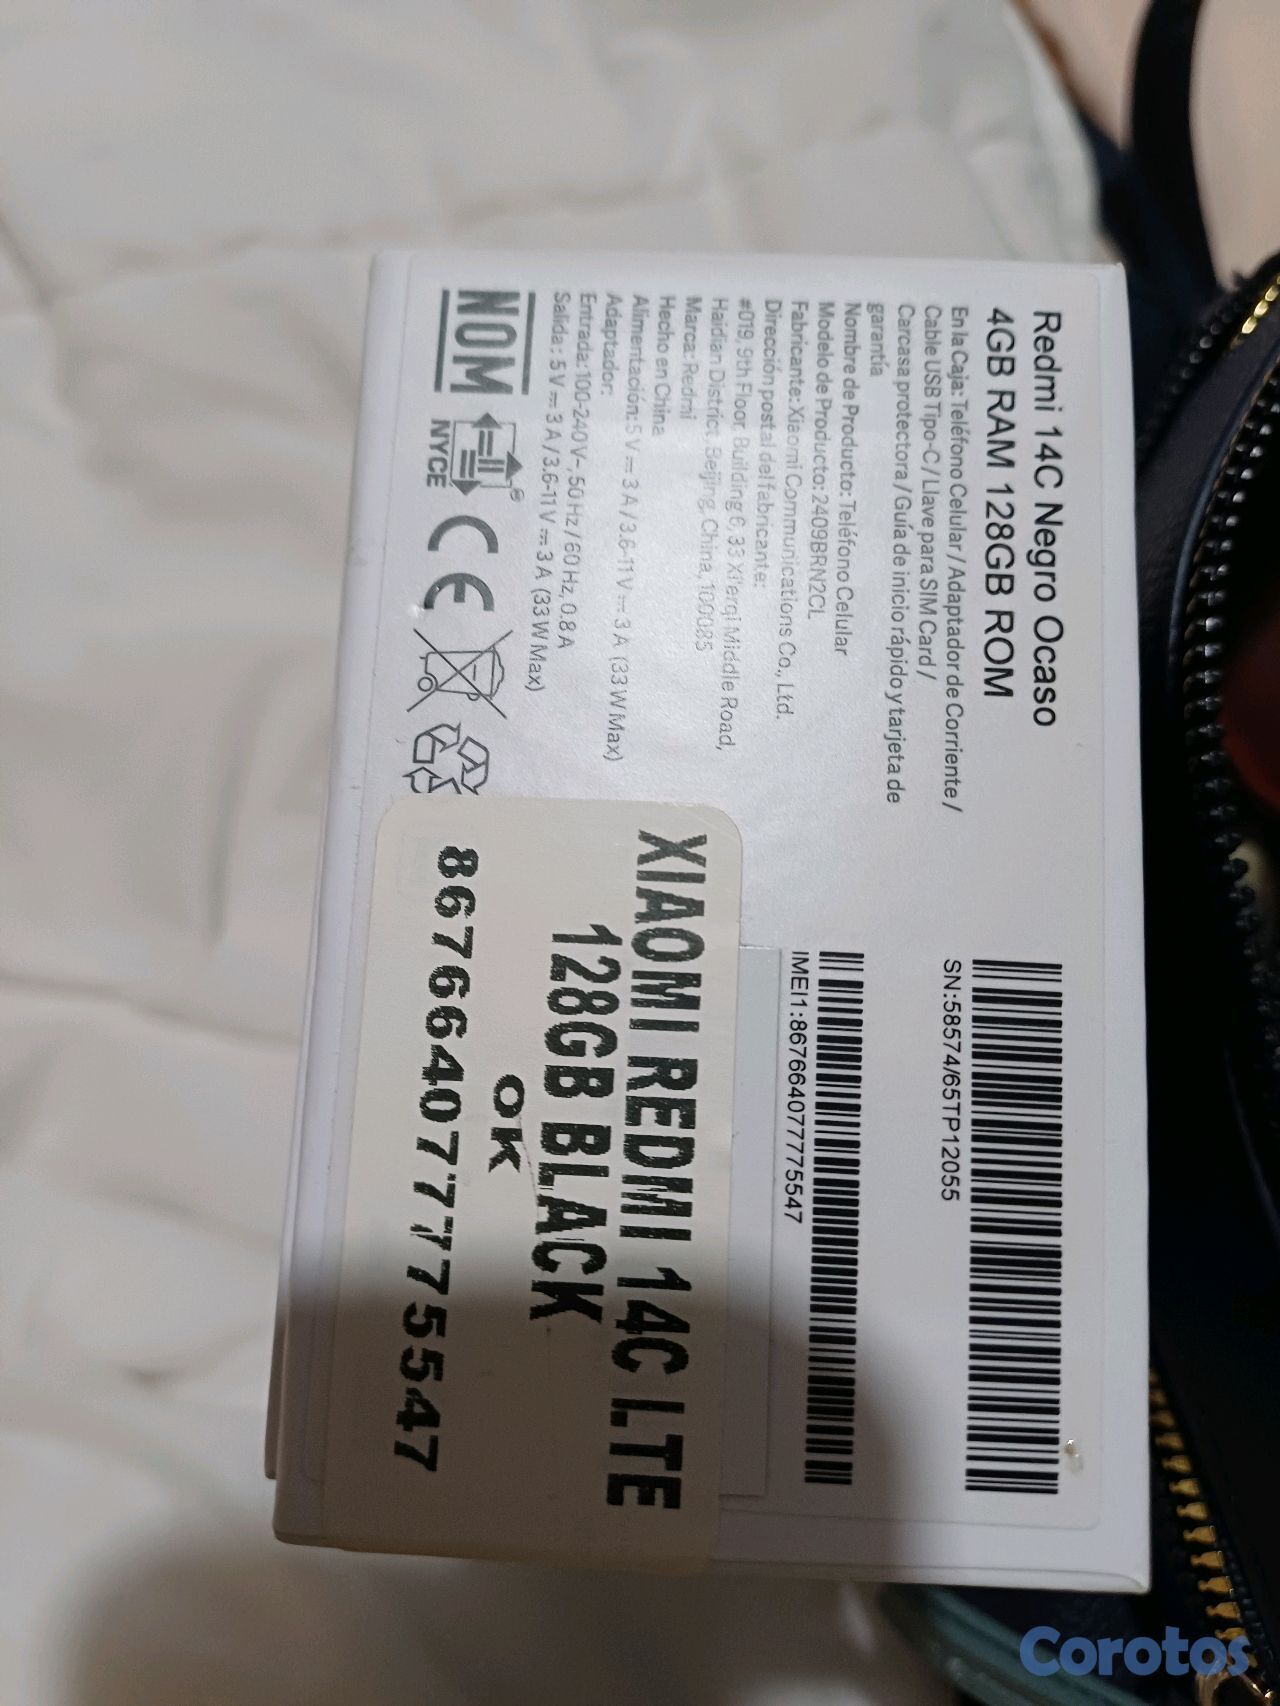 Redmi 14C Negro Ocaso
4GB RAM 128GB ROM
En la Caja: Teléfono Celular / Adaptador de Corriente /
Cable USB Tipo-C / Llave para SIM Card /
Carcasa protectora / Guía de inicio rápido y tarjeta de
garantía
Nombre de Producto: Teléfono Celular
Modelo de Producto: 2409BRN2CL
Fabricante: Xiaomi Communications Co., Ltd.
Dirección postal del fabricante:
#019, 9th Floor, Building 6, 33 Xi'erqi Middle Road,
Haidian District, Beijing, China, 100085
Marca: Redmi
Hecho en China
Alimentación: 5 V⎓ 3 A / 3.6-11 V⎓ 3 A (33 W Max)
Adaptador:
Entrada: 100-240 V~, 50 Hz / 60 Hz, 0.8 A
Salida: 5 V⎓ 3 A / 3.6-11 V⎓ 3 A (33 W Max)
NOM
NYCE
CE
SN:58574/65TP12055
IMEI1:867664077775547
XIAOMI REDMI 14C LTE
128GB BLACK
OK
867664077775547
Corotos